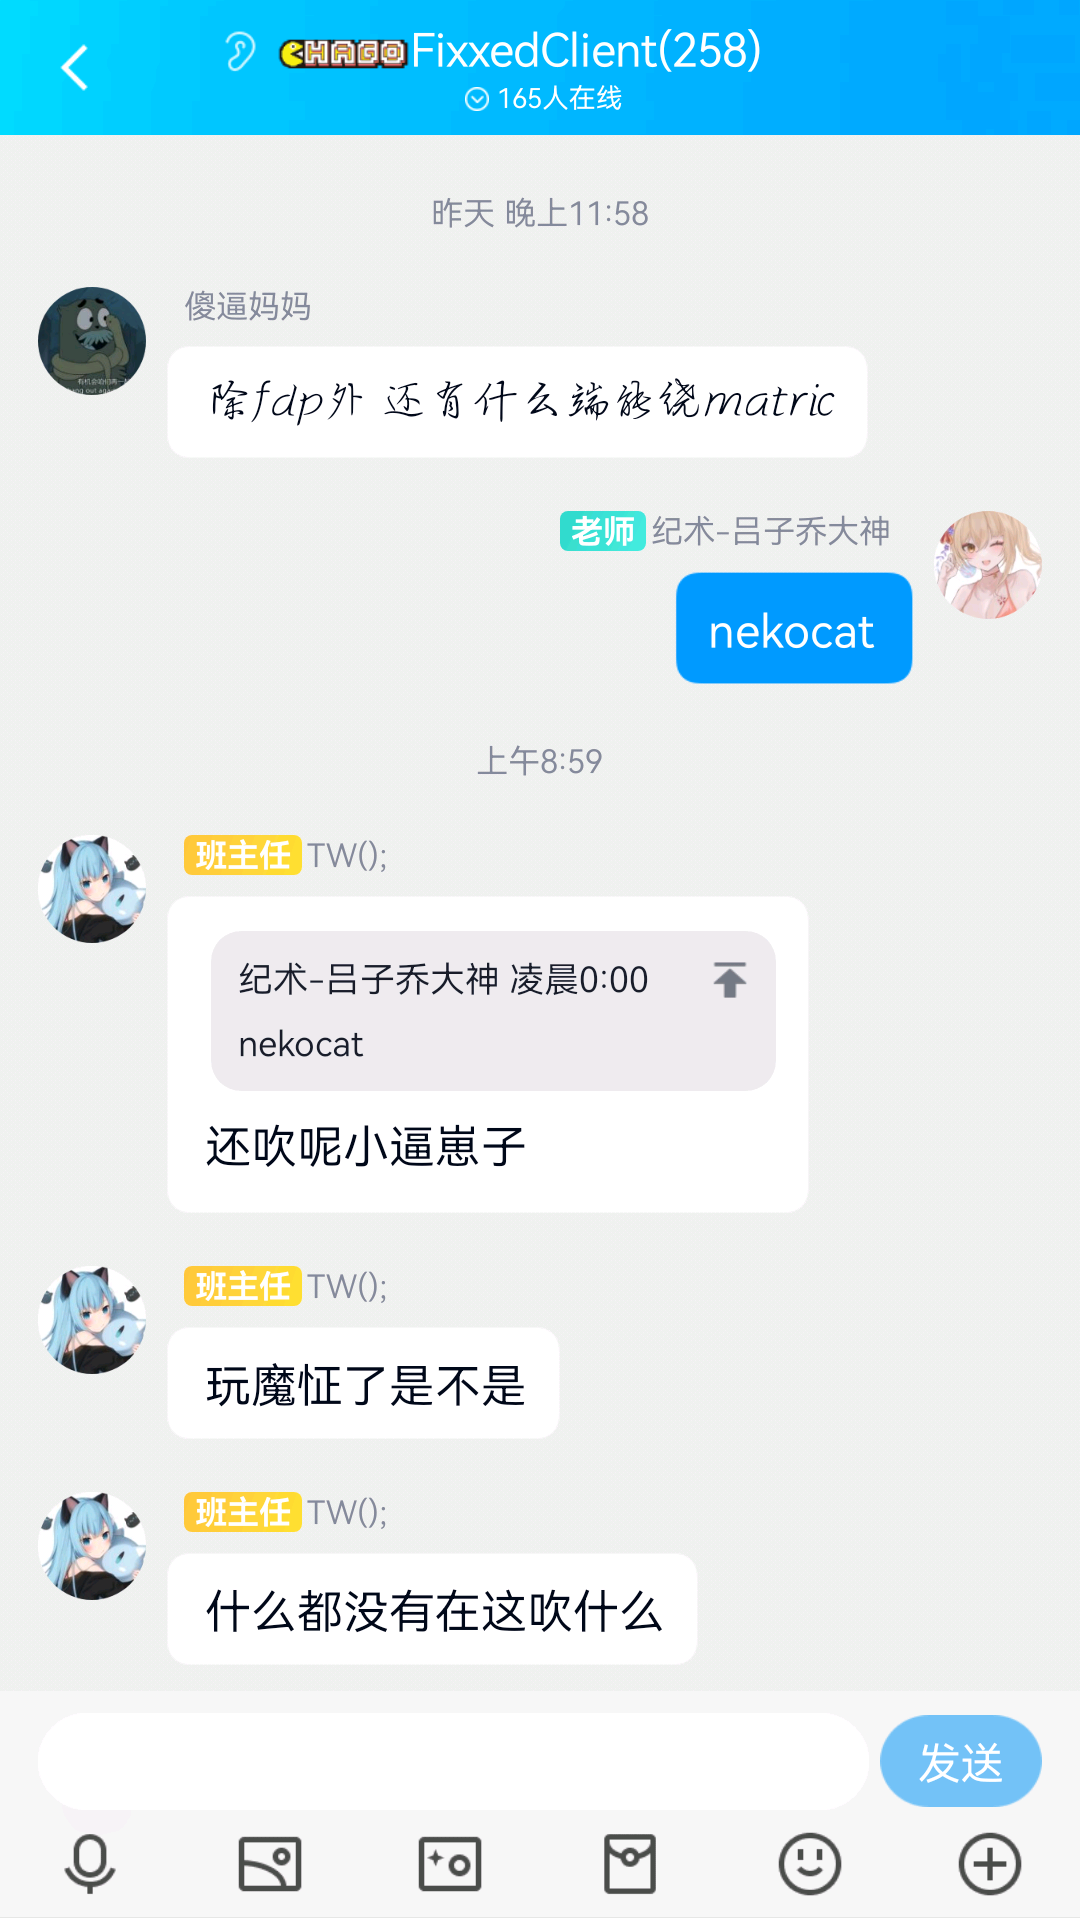 CHAGO FixxedClient(258)
165人在线
昨天 晚上11:58
傻逼妈妈
除fdp外 还有什么端能绕matric
老师 纪术-吕子乔大神
nekocat
上午8:59
班主任 TW();
纪术-吕子乔大神 凌晨0:00
nekocat
还吹呢小逼崽子
班主任 TW();
玩魔怔了是不是
班主任 TW();
什么都没有在这吹什么
发送